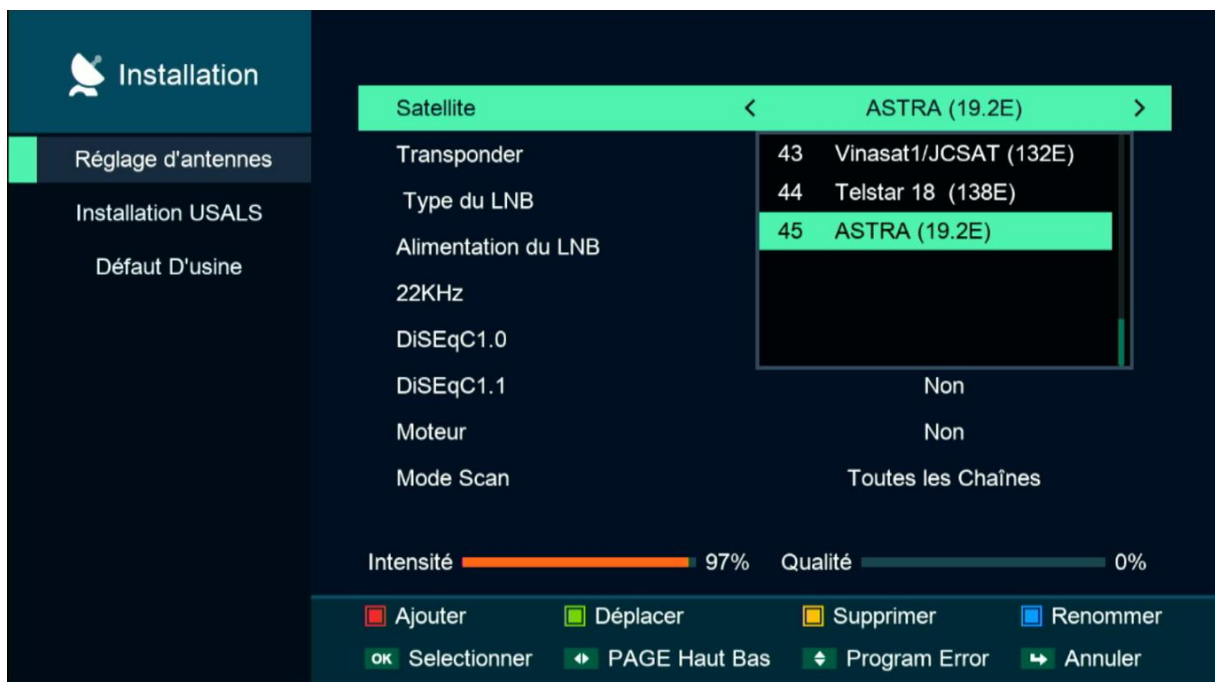 Installation
Réglage d'antennes
Installation USALS
Défaut D'usine
Satellite < ASTRA (19.2E) >
Transponder
Type du LNB
Alimentation du LNB
22KHz
DiSEqC1.0
DiSEqC1.1 Non
Moteur Non
Mode Scan Toutes les Chaînes
43 Vinasat1/JCSAT (132E)
44 Telstar 18 (138E)
45 ASTRA (19.2E)
Intensité 97% Qualité 0%
Ajouter Déplacer Supprimer Renommer
OK Selectionner PAGE Haut Bas Program Error Annuler